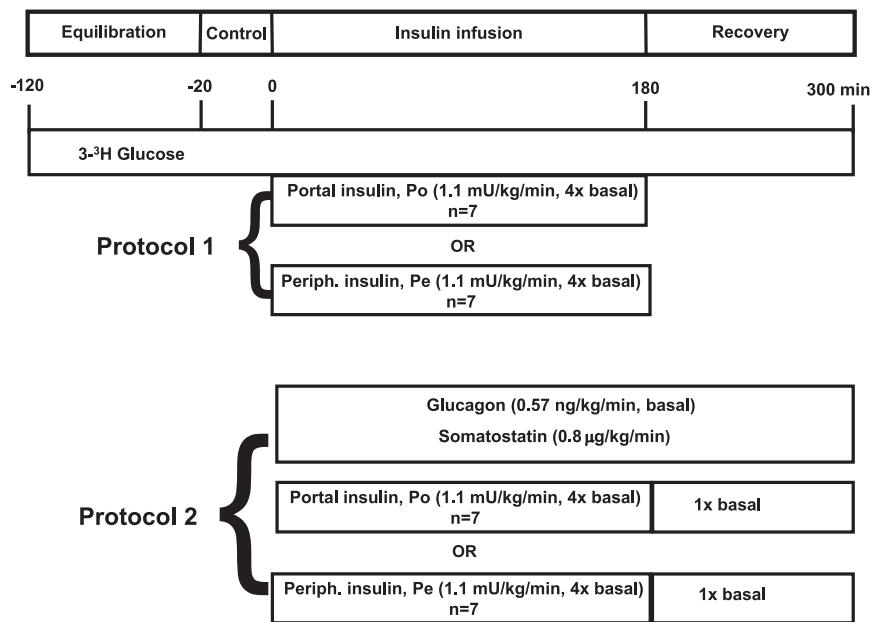 Equilibration Control Insulin infusion Recovery
-120 -20 0 180 300 min
3-³H Glucose
Portal insulin, Po (1.1 mU/kg/min, 4x basal)
n=7
Protocol 1
OR
Periph. insulin, Pe (1.1 mU/kg/min, 4x basal)
n=7
Glucagon (0.57 ng/kg/min, basal)
Somatostatin (0.8 μg/kg/min)
Protocol 2
Portal insulin, Po (1.1 mU/kg/min, 4x basal) 1x basal
n=7
OR
Periph. insulin, Pe (1.1 mU/kg/min, 4x basal) 1x basal
n=7